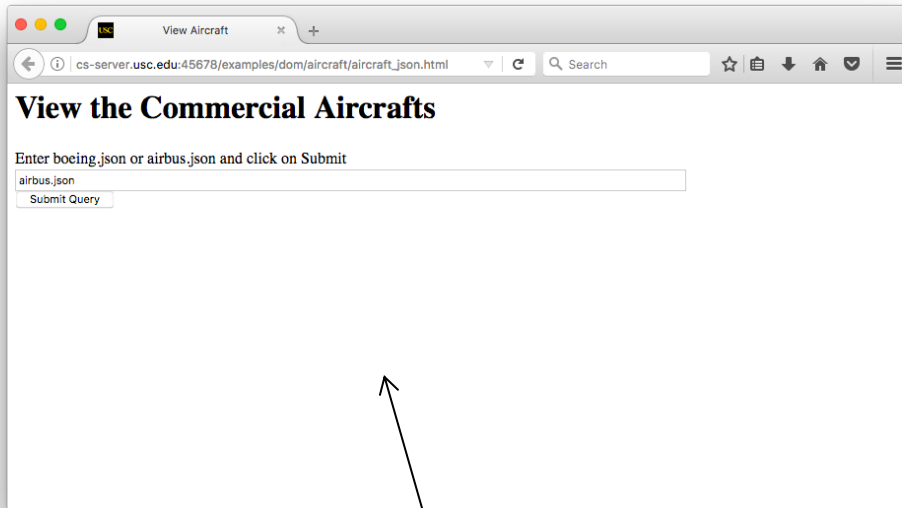 USC View Aircraft
cs-server.usc.edu:45678/examples/dom/aircraft/aircraft_json.html Search
View the Commercial Aircrafts
Enter boeing.json or airbus.json and click on Submit
airbus.json
Submit Query